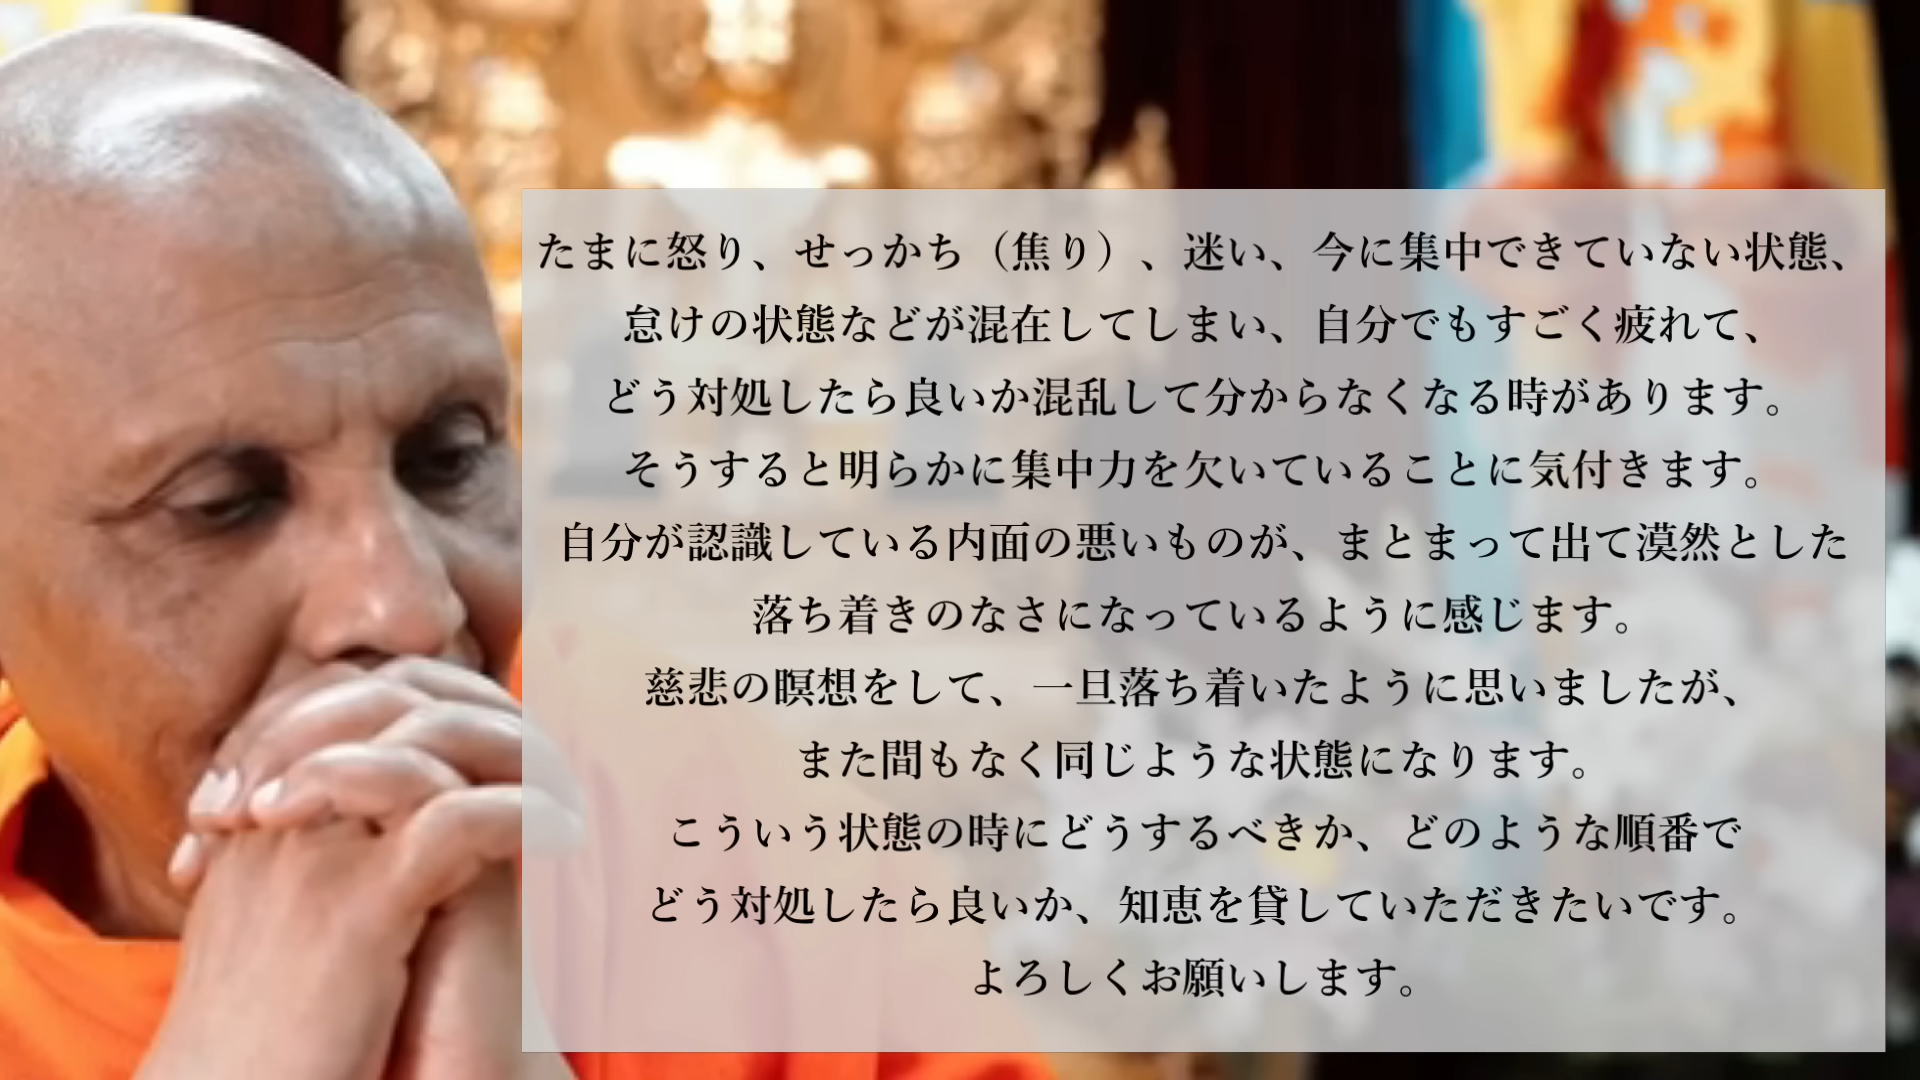 たまに怒り、せっかち（焦り）、迷い、今に集中できていない状態、
怠けの状態などが混在してしまい、自分でもすごく疲れて、
どう対処したら良いか混乱して分からなくなる時があります。
そうすると明らかに集中力を欠いていることに気付きます。
自分が認識している内面の悪いものが、まとまって出て漠然とした
落ち着きのなさになっているように感じます。
慈悲の瞑想をして、一旦落ち着いたように思いましたが、
また間もなく同じような状態になります。
こういう状態の時にどうするべきか、どのような順番で
どう対処したら良いか、知恵を貸していただきたいです。
よろしくお願いします。